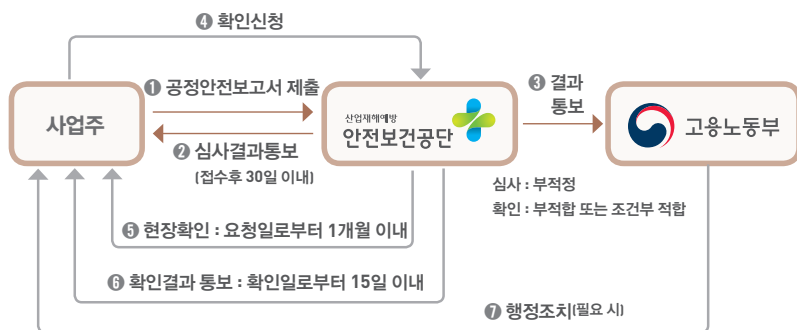 ❹ 확인신청
❶ 공정안전보고서 제출
❸ 결과
통보
사업주
산업재해예방
안전보건공단
고용노동부
❷ 심사결과통보
(접수후 30일 이내)
심사 : 부적정
확인 : 부적합 또는 조건부 적합
❺ 현장확인 : 요청일로부터 1개월 이내
❻ 확인결과 통보 : 확인일로부터 15일 이내
❼ 행정조치(필요 시)